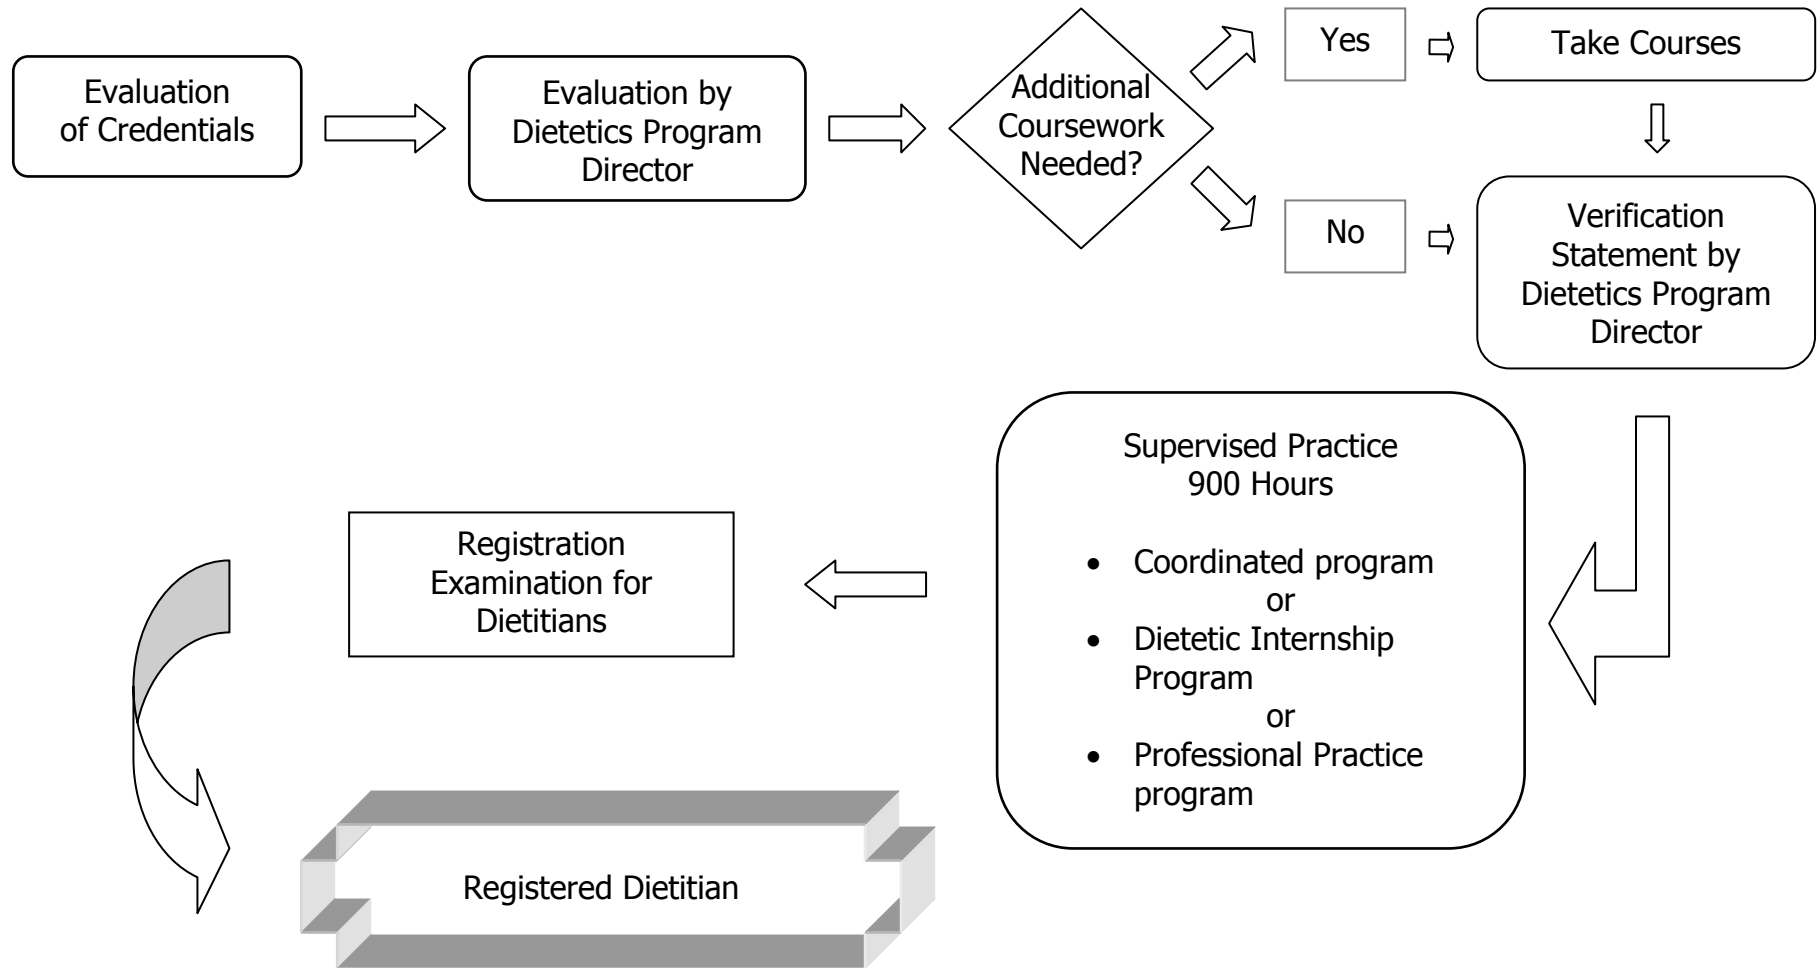 Evaluation
of Credentials
Evaluation by
Dietetics Program
Director
Additional
Coursework
Needed?
Yes
Take Courses
No
Verification
Statement by
Dietetics Program
Director
Supervised Practice
900 Hours
• Coordinated program
or
• Dietetic Internship
Program
or
• Professional Practice
program
Registration
Examination for
Dietitians
Registered Dietitian